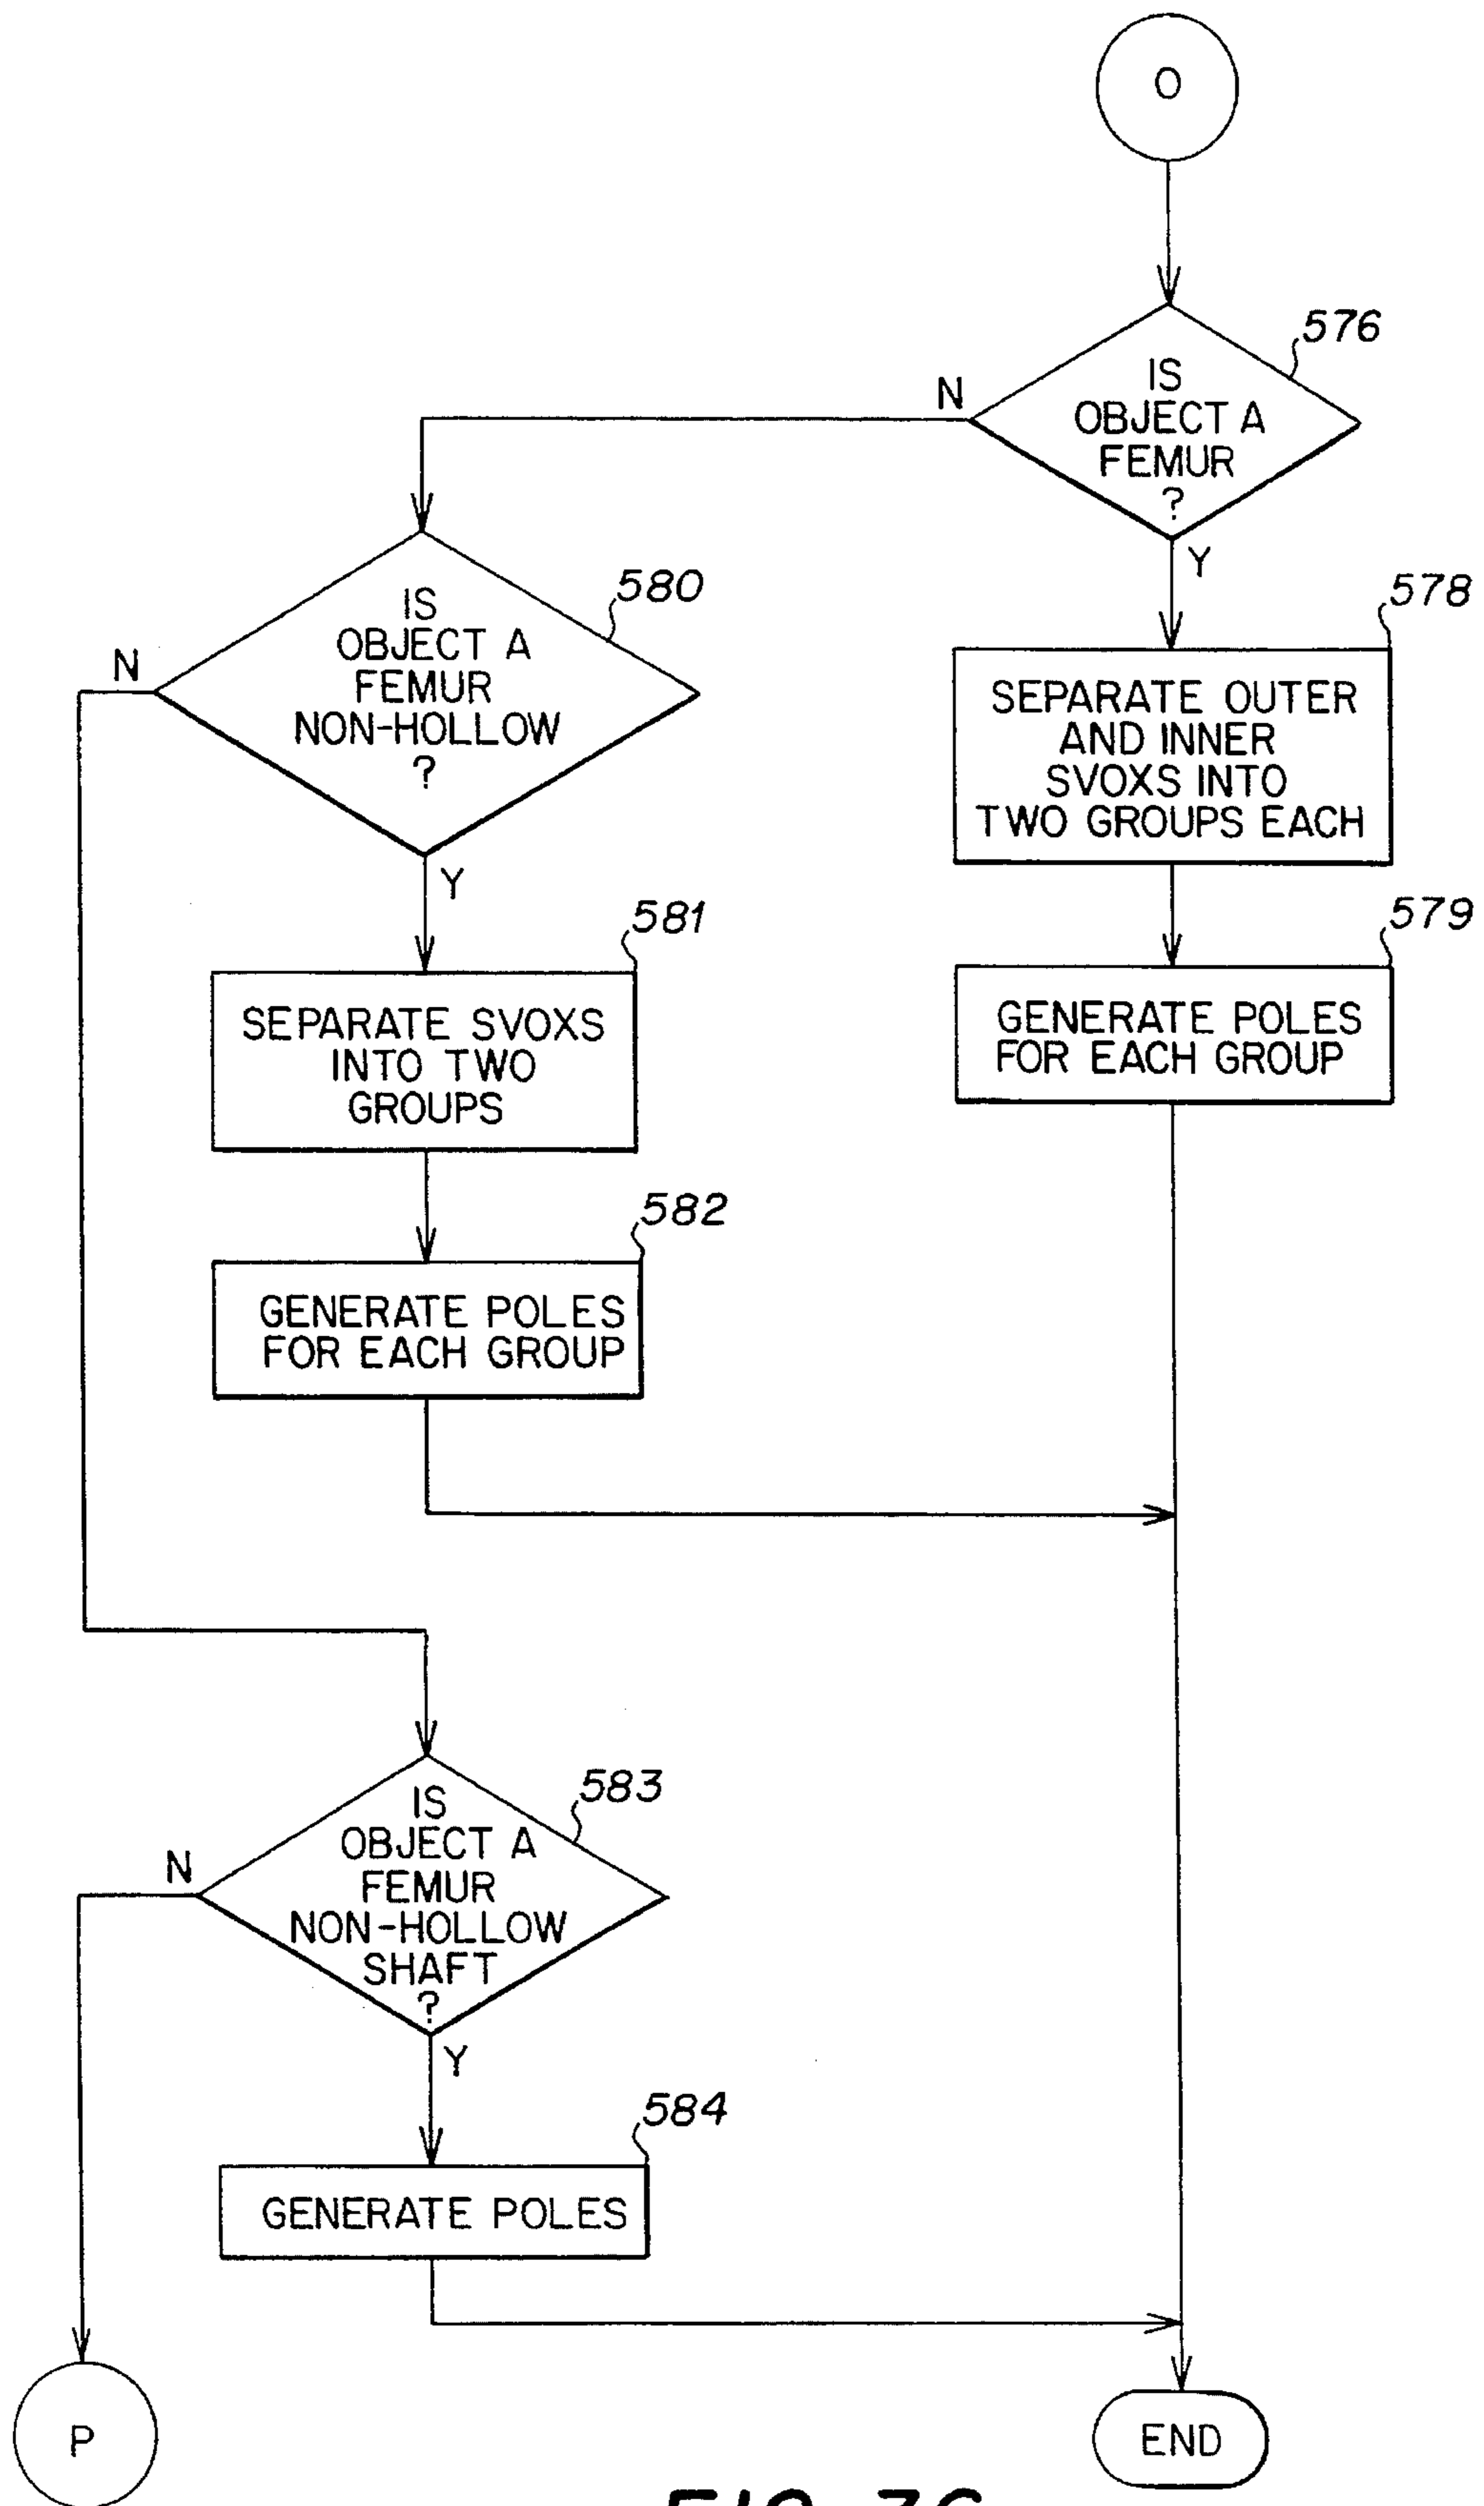 O
576
IS
OBJECT A
FEMUR
?
N
Y
580
IS
OBJECT A
FEMUR
NON-HOLLOW
?
N
Y
578
SEPARATE OUTER
AND INNER
SVOXS INTO
TWO GROUPS EACH
579
GENERATE POLES
FOR EACH GROUP
581
SEPARATE SVOXS
INTO TWO
GROUPS
582
GENERATE POLES
FOR EACH GROUP
583
IS
OBJECT A
FEMUR
NON-HOLLOW
SHAFT
?
N
Y
584
GENERATE POLES
P
END